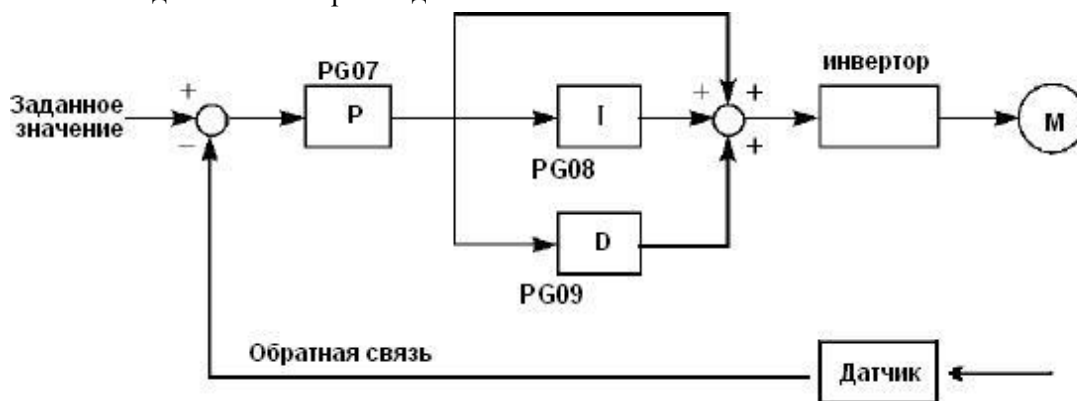 PG07
инвертор
Заданное
значение
+
−
P
I
+
+
+
M
PG08
D
PG09
Обратная связь
Датчик